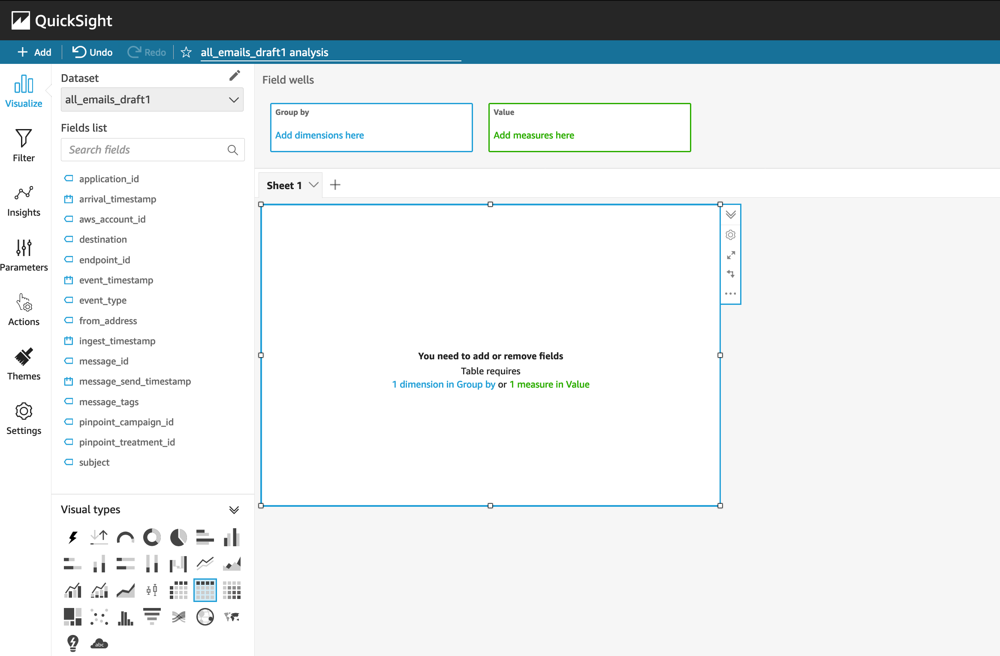 QuickSight
Add
Undo
Redo
all_emails_draft1 analysis
Visualize
Filter
Insights
Parameters
Actions
Themes
Settings
Dataset
all_emails_draft1
Fields list
Search fields
application_id
arrival_timestamp
aws_account_id
destination
endpoint_id
event_timestamp
event_type
from_address
ingest_timestamp
message_id
message_send_timestamp
message_tags
pinpoint_campaign_id
pinpoint_treatment_id
subject
Visual types
abc
Field wells
Group by
Add dimensions here
Value
Add measures here
Sheet 1
You need to add or remove fields
Table requires
1 dimension in Group by or 1 measure in Value